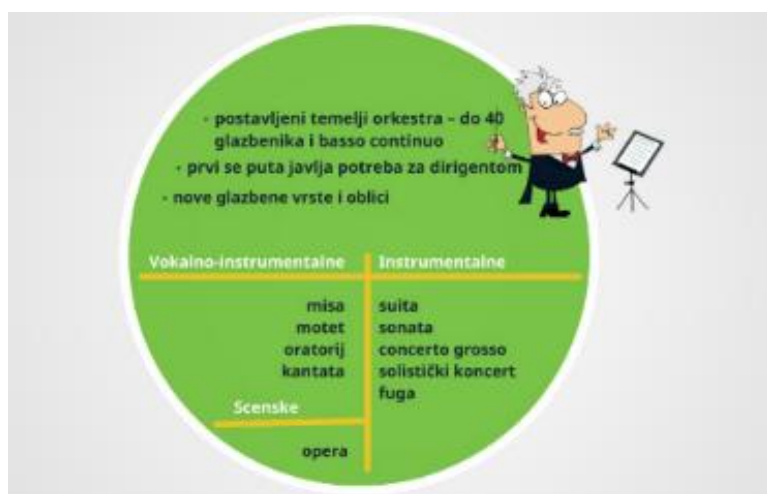 - postavljeni temelji orkestra – do 40
glazbenika i basso continuo
- prvi se puta javlja potreba za dirigentom
- nove glazbene vrste i oblici
Vokalno-instrumentalne
misa
motet
oratorij
kantata
Scenske
opera
Instrumentalne
suita
sonata
concerto grosso
solistički koncert
fuga